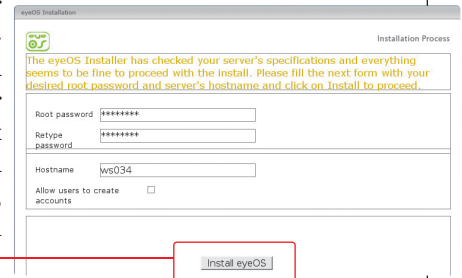 eyeOS Installation
Installation Process
The eyeOS Installer has checked your server's specifications and everything
seems to be fine to proceed with the install. Please fill the next form with your
desired root password and server's hostname and click on Install to proceed.
Root password ********
Retype
password ********
Hostname ws034
Allow users to create
accounts
Install eyeOS